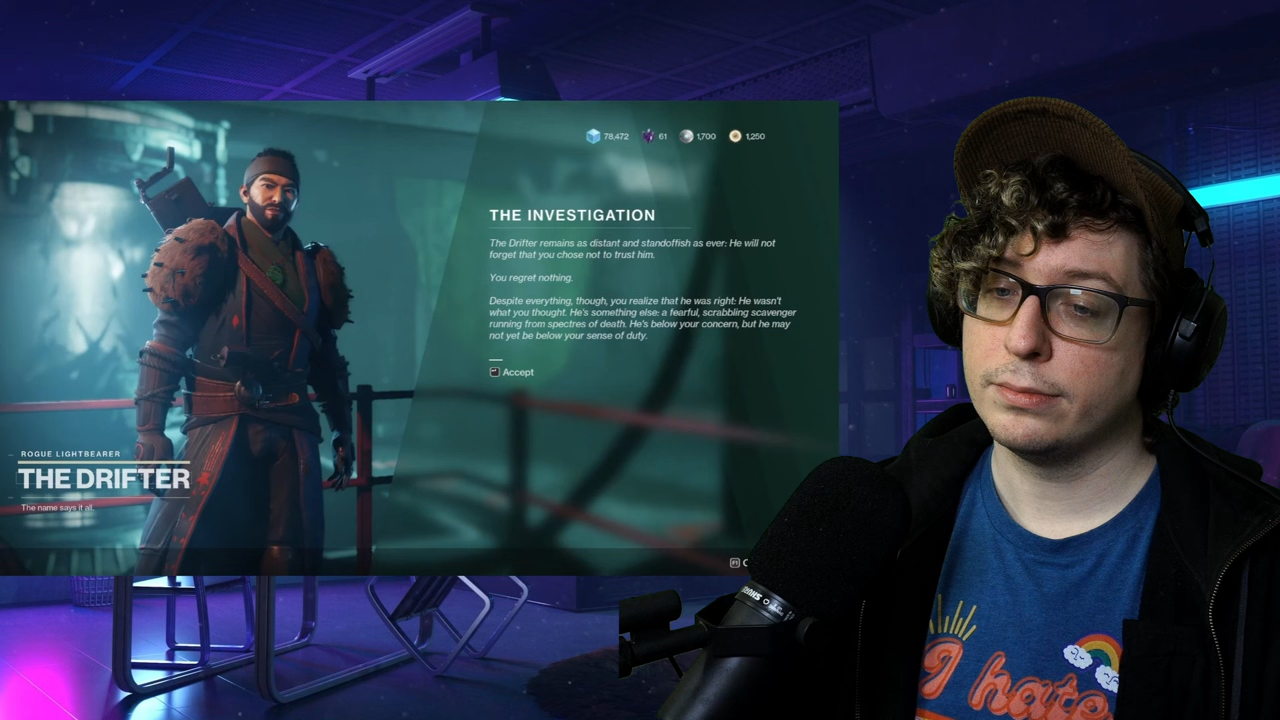 78,472 61 1,700 1,250
THE INVESTIGATION
The Drifter remains as distant and standoffish as ever: He will not
forget that you chose not to trust him.
You regret nothing.
Despite everything, though, you realize that he was right: He wasn't
what you thought. He's something else: a fearful, scrabbling scavenger
running from spectres of death. He's below your concern, but he may
not yet be below your sense of duty.
Accept
ROGUE LIGHTBEARER
THE DRIFTER
The name says it all.
I hate